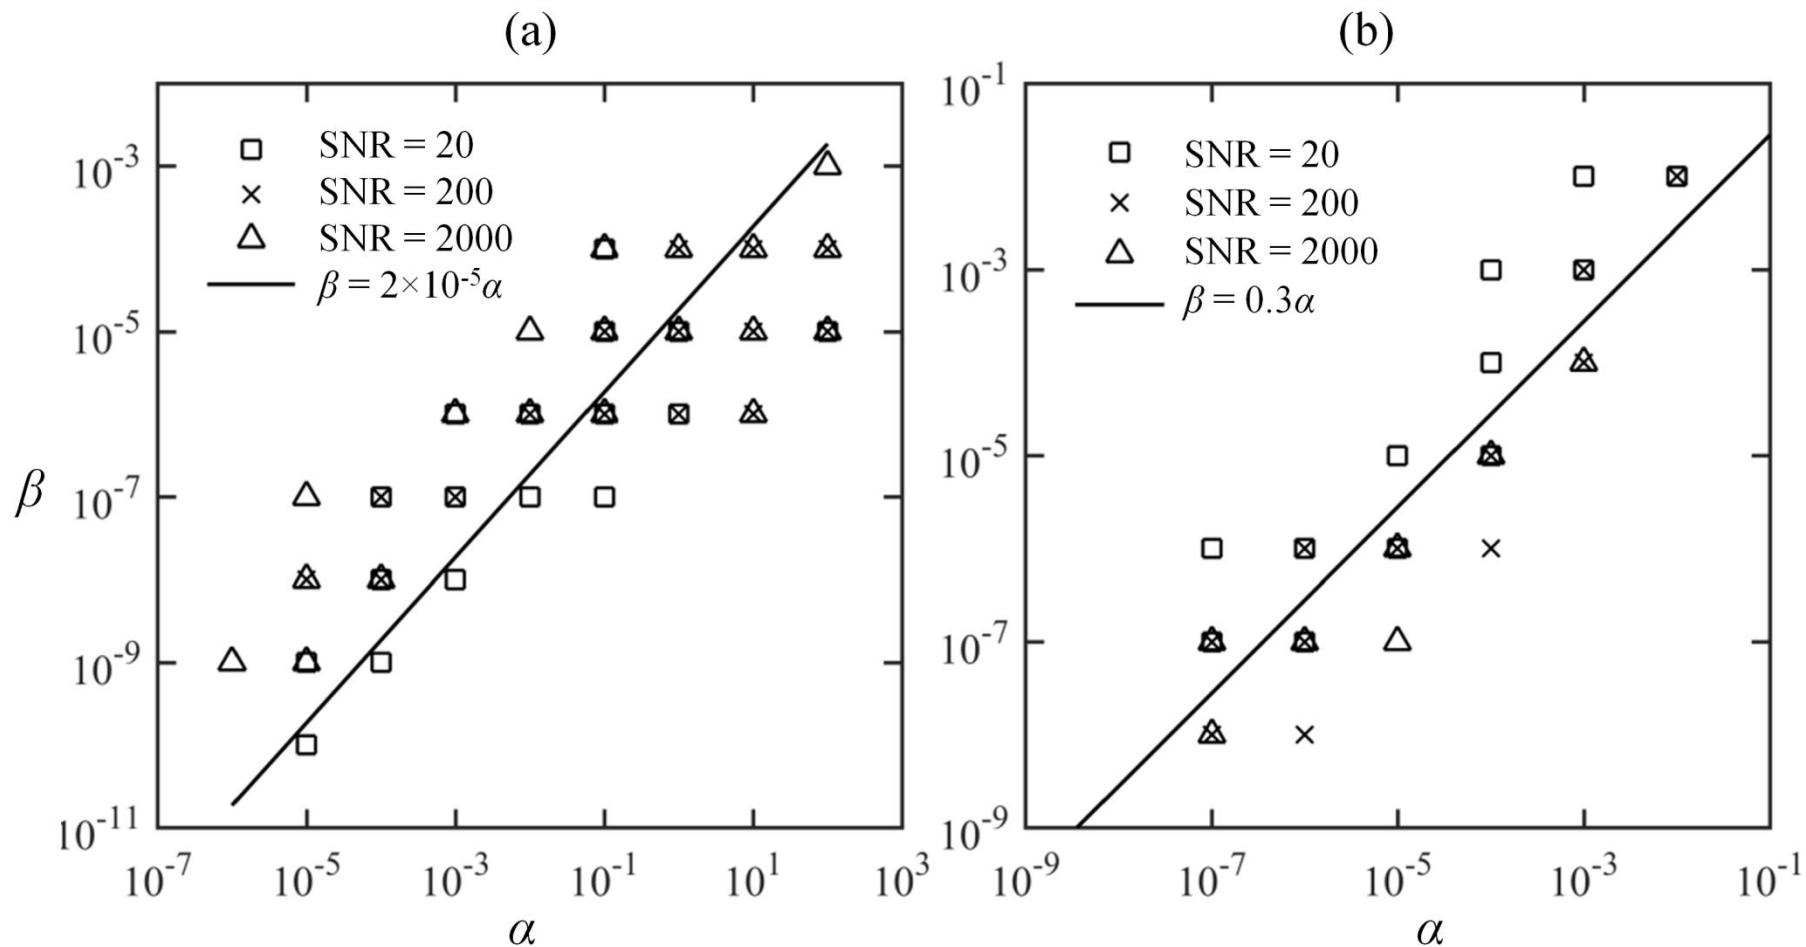 (a)
SNR = 20
SNR = 200
SNR = 2000
β = 2×10⁻⁵α
10⁻³
10⁻⁵
10⁻⁷
10⁻⁹
10⁻¹¹
β
10⁻⁷ 10⁻⁵ 10⁻³ 10⁻¹ 10¹ 10³
α
(b)
SNR = 20
SNR = 200
SNR = 2000
β = 0.3α
10⁻¹
10⁻³
10⁻⁵
10⁻⁷
10⁻⁹
10⁻⁹ 10⁻⁷ 10⁻⁵ 10⁻³ 10⁻¹
α